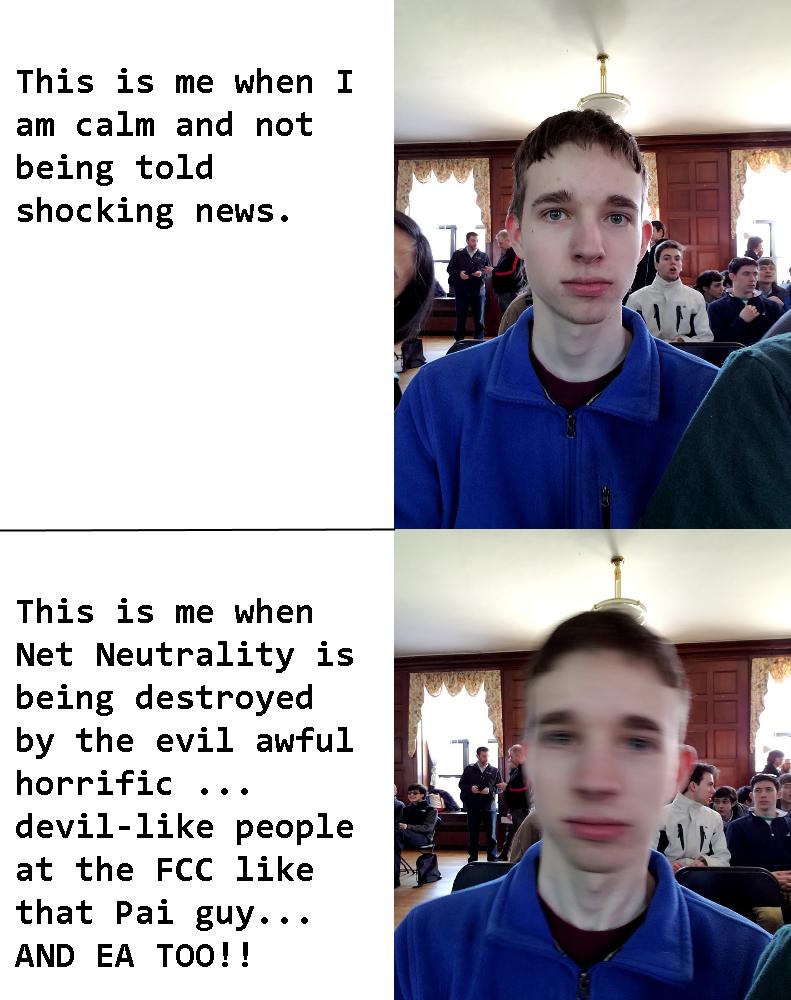 This is me when I
am calm and not
being told
shocking news.
This is me when
Net Neutrality is
being destroyed
by the evil awful
horrific ...
devil-like people
at the FCC like
that Pai guy...
AND EA TOO!!